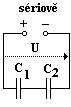 sériově
+ −
U
C1 C2